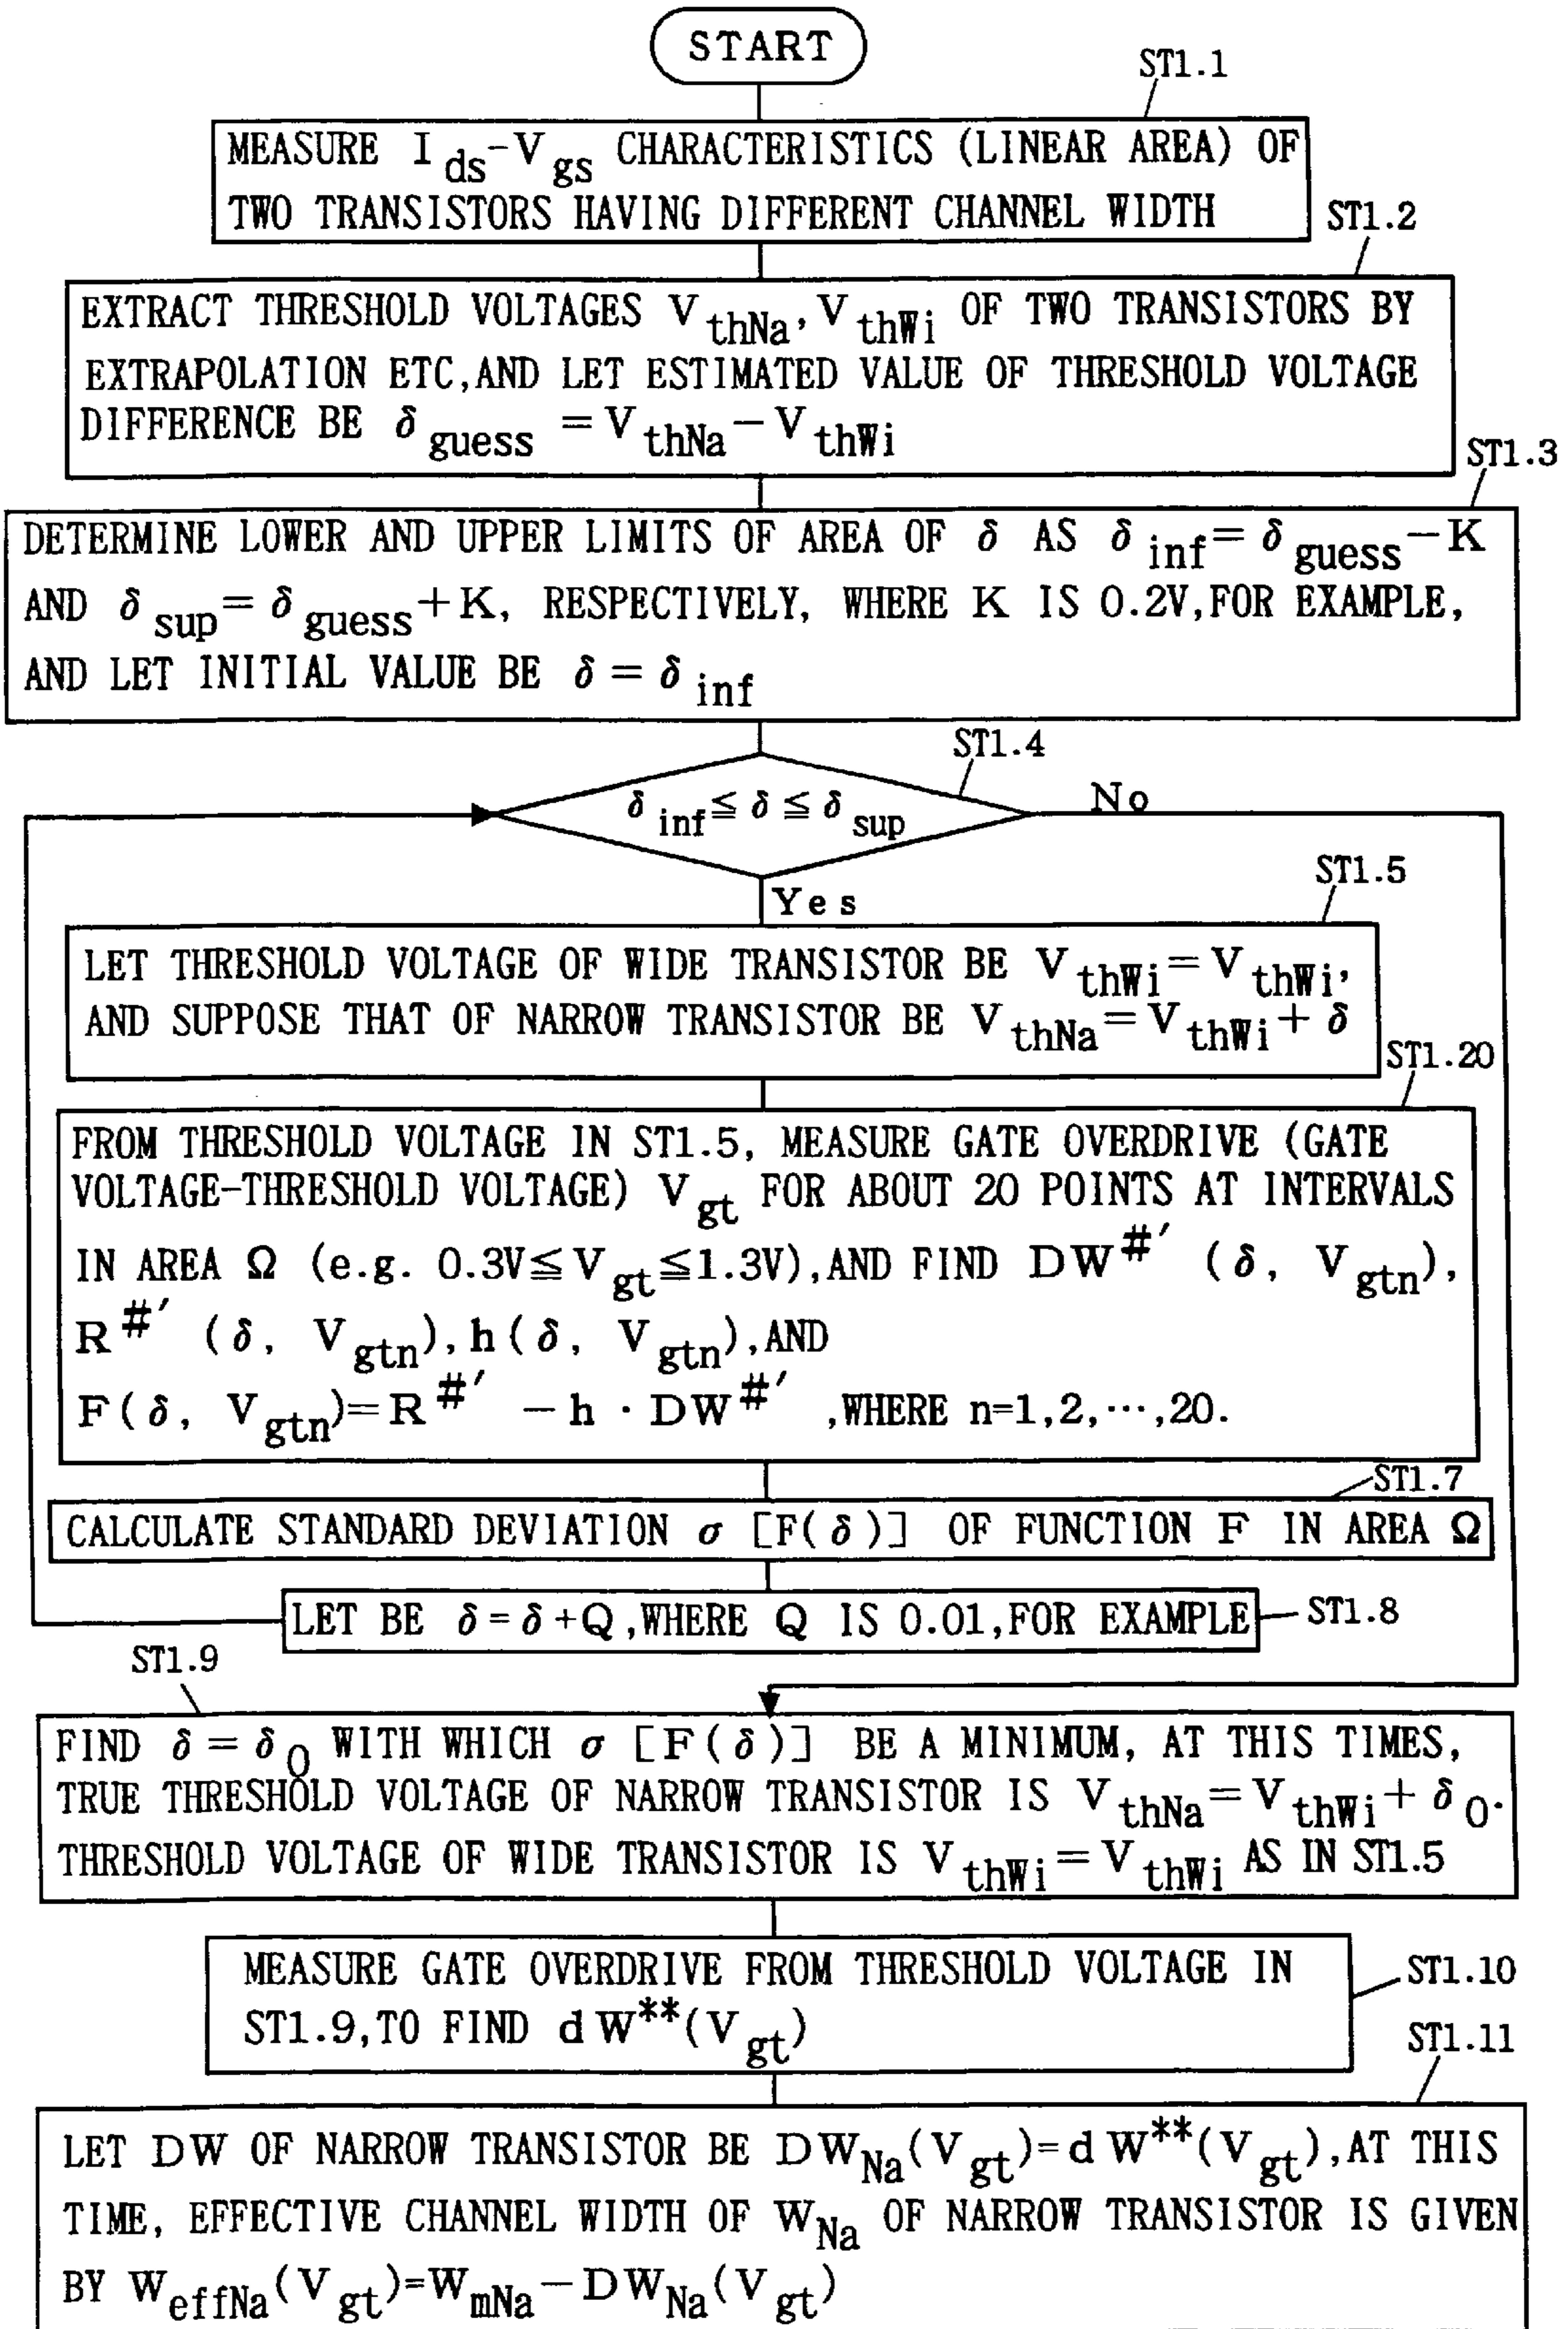 START
ST1.1
MEASURE I ds-V gs CHARACTERISTICS (LINEAR AREA) OF
TWO TRANSISTORS HAVING DIFFERENT CHANNEL WIDTH
ST1.2
EXTRACT THRESHOLD VOLTAGES V thNa, V thWi OF TWO TRANSISTORS BY
EXTRAPOLATION ETC,AND LET ESTIMATED VALUE OF THRESHOLD VOLTAGE
DIFFERENCE BE δ guess = V thNa − V thWi
ST1.3
DETERMINE LOWER AND UPPER LIMITS OF AREA OF δ AS δ inf = δ guess − K
AND δ sup = δ guess + K, RESPECTIVELY, WHERE K IS 0.2V,FOR EXAMPLE,
AND LET INITIAL VALUE BE δ = δ inf
ST1.4
δ inf ≦ δ ≦ δ sup
No
Yes
ST1.5
LET THRESHOLD VOLTAGE OF WIDE TRANSISTOR BE V thWi = V thWi,
AND SUPPOSE THAT OF NARROW TRANSISTOR BE V thNa = V thWi + δ
ST1.20
FROM THRESHOLD VOLTAGE IN ST1.5, MEASURE GATE OVERDRIVE (GATE
VOLTAGE-THRESHOLD VOLTAGE) V gt FOR ABOUT 20 POINTS AT INTERVALS
IN AREA Ω (e.g. 0.3V≦V gt≦1.3V),AND FIND DW#′ (δ, V gtn),
R#′ (δ, V gtn), h(δ, V gtn),AND
F(δ, V gtn)=R#′ − h · DW#′ ,WHERE n=1,2,⋯,20.
ST1.7
CALCULATE STANDARD DEVIATION σ [F(δ)] OF FUNCTION F IN AREA Ω
LET BE δ = δ + Q ,WHERE Q IS 0.01,FOR EXAMPLE
ST1.8
ST1.9
FIND δ = δ 0 WITH WHICH σ [F(δ)] BE A MINIMUM, AT THIS TIMES,
TRUE THRESHOLD VOLTAGE OF NARROW TRANSISTOR IS V thNa = V thWi + δ 0.
THRESHOLD VOLTAGE OF WIDE TRANSISTOR IS V thWi = V thWi AS IN ST1.5
MEASURE GATE OVERDRIVE FROM THRESHOLD VOLTAGE IN
ST1.9,TO FIND dW**(V gt)
ST1.10
ST1.11
LET DW OF NARROW TRANSISTOR BE DW Na(V gt)=dW**(V gt),AT THIS
TIME, EFFECTIVE CHANNEL WIDTH OF W Na OF NARROW TRANSISTOR IS GIVEN
BY W effNa(V gt)=W mNa − DW Na(V gt)